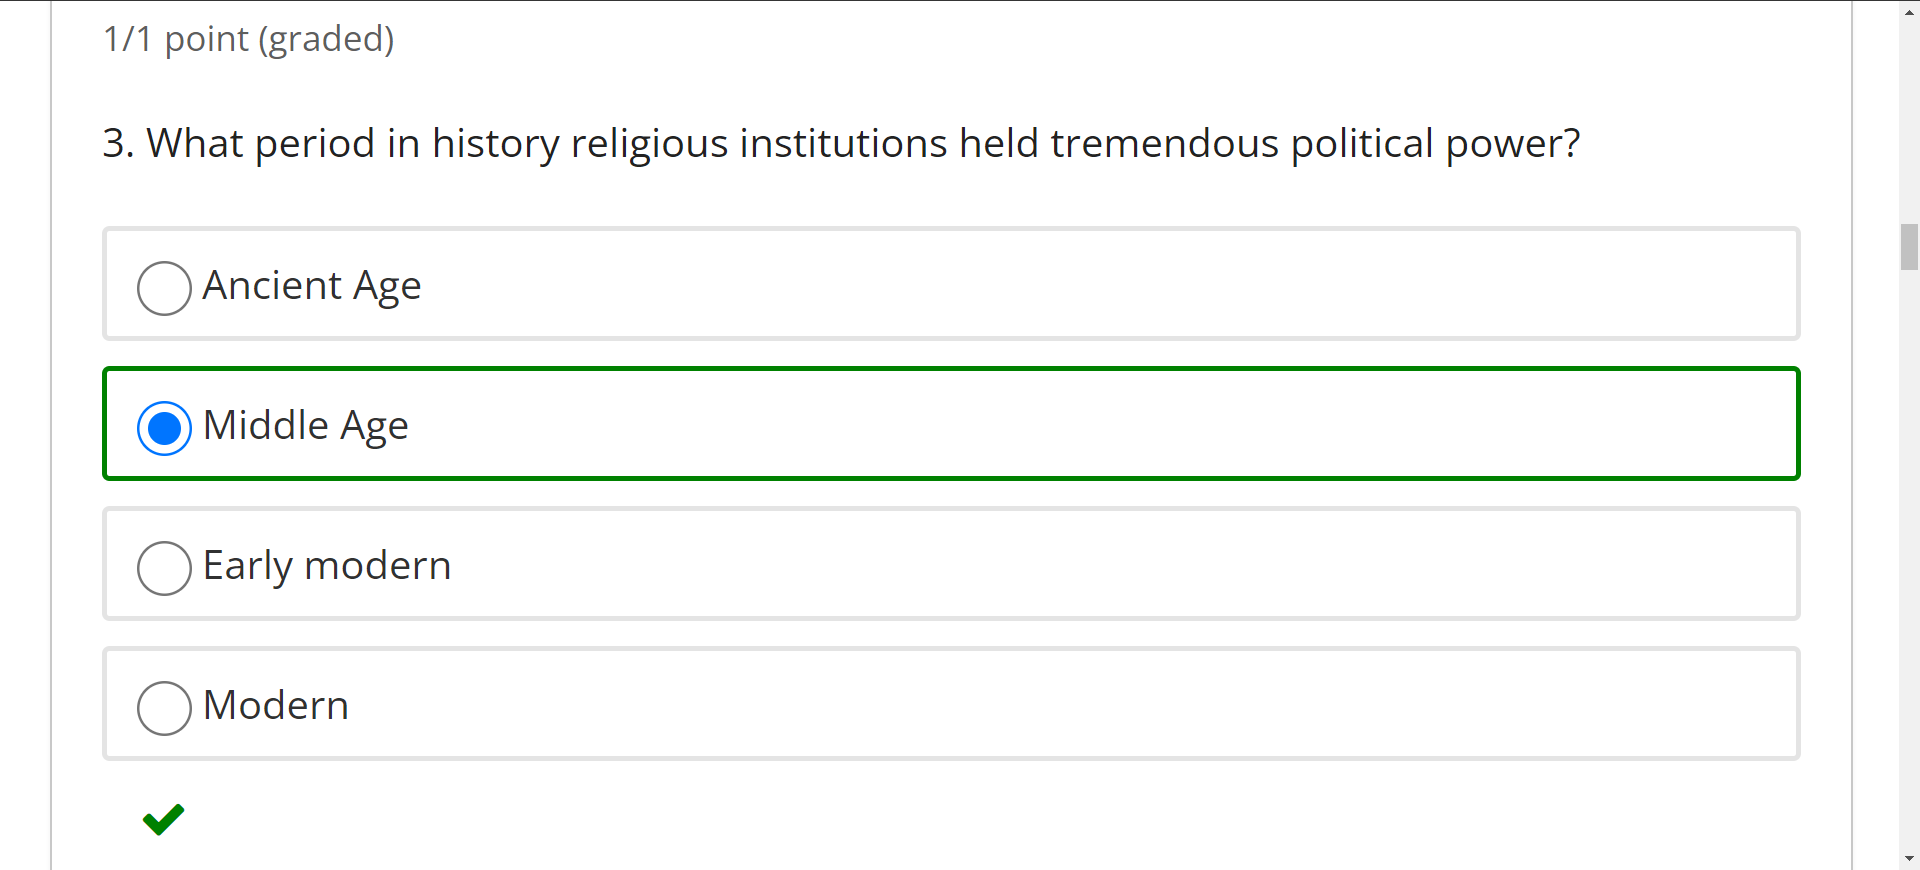 1/1 point (graded)
3. What period in history religious institutions held tremendous political power?
Ancient Age
Middle Age
Early modern
Modern